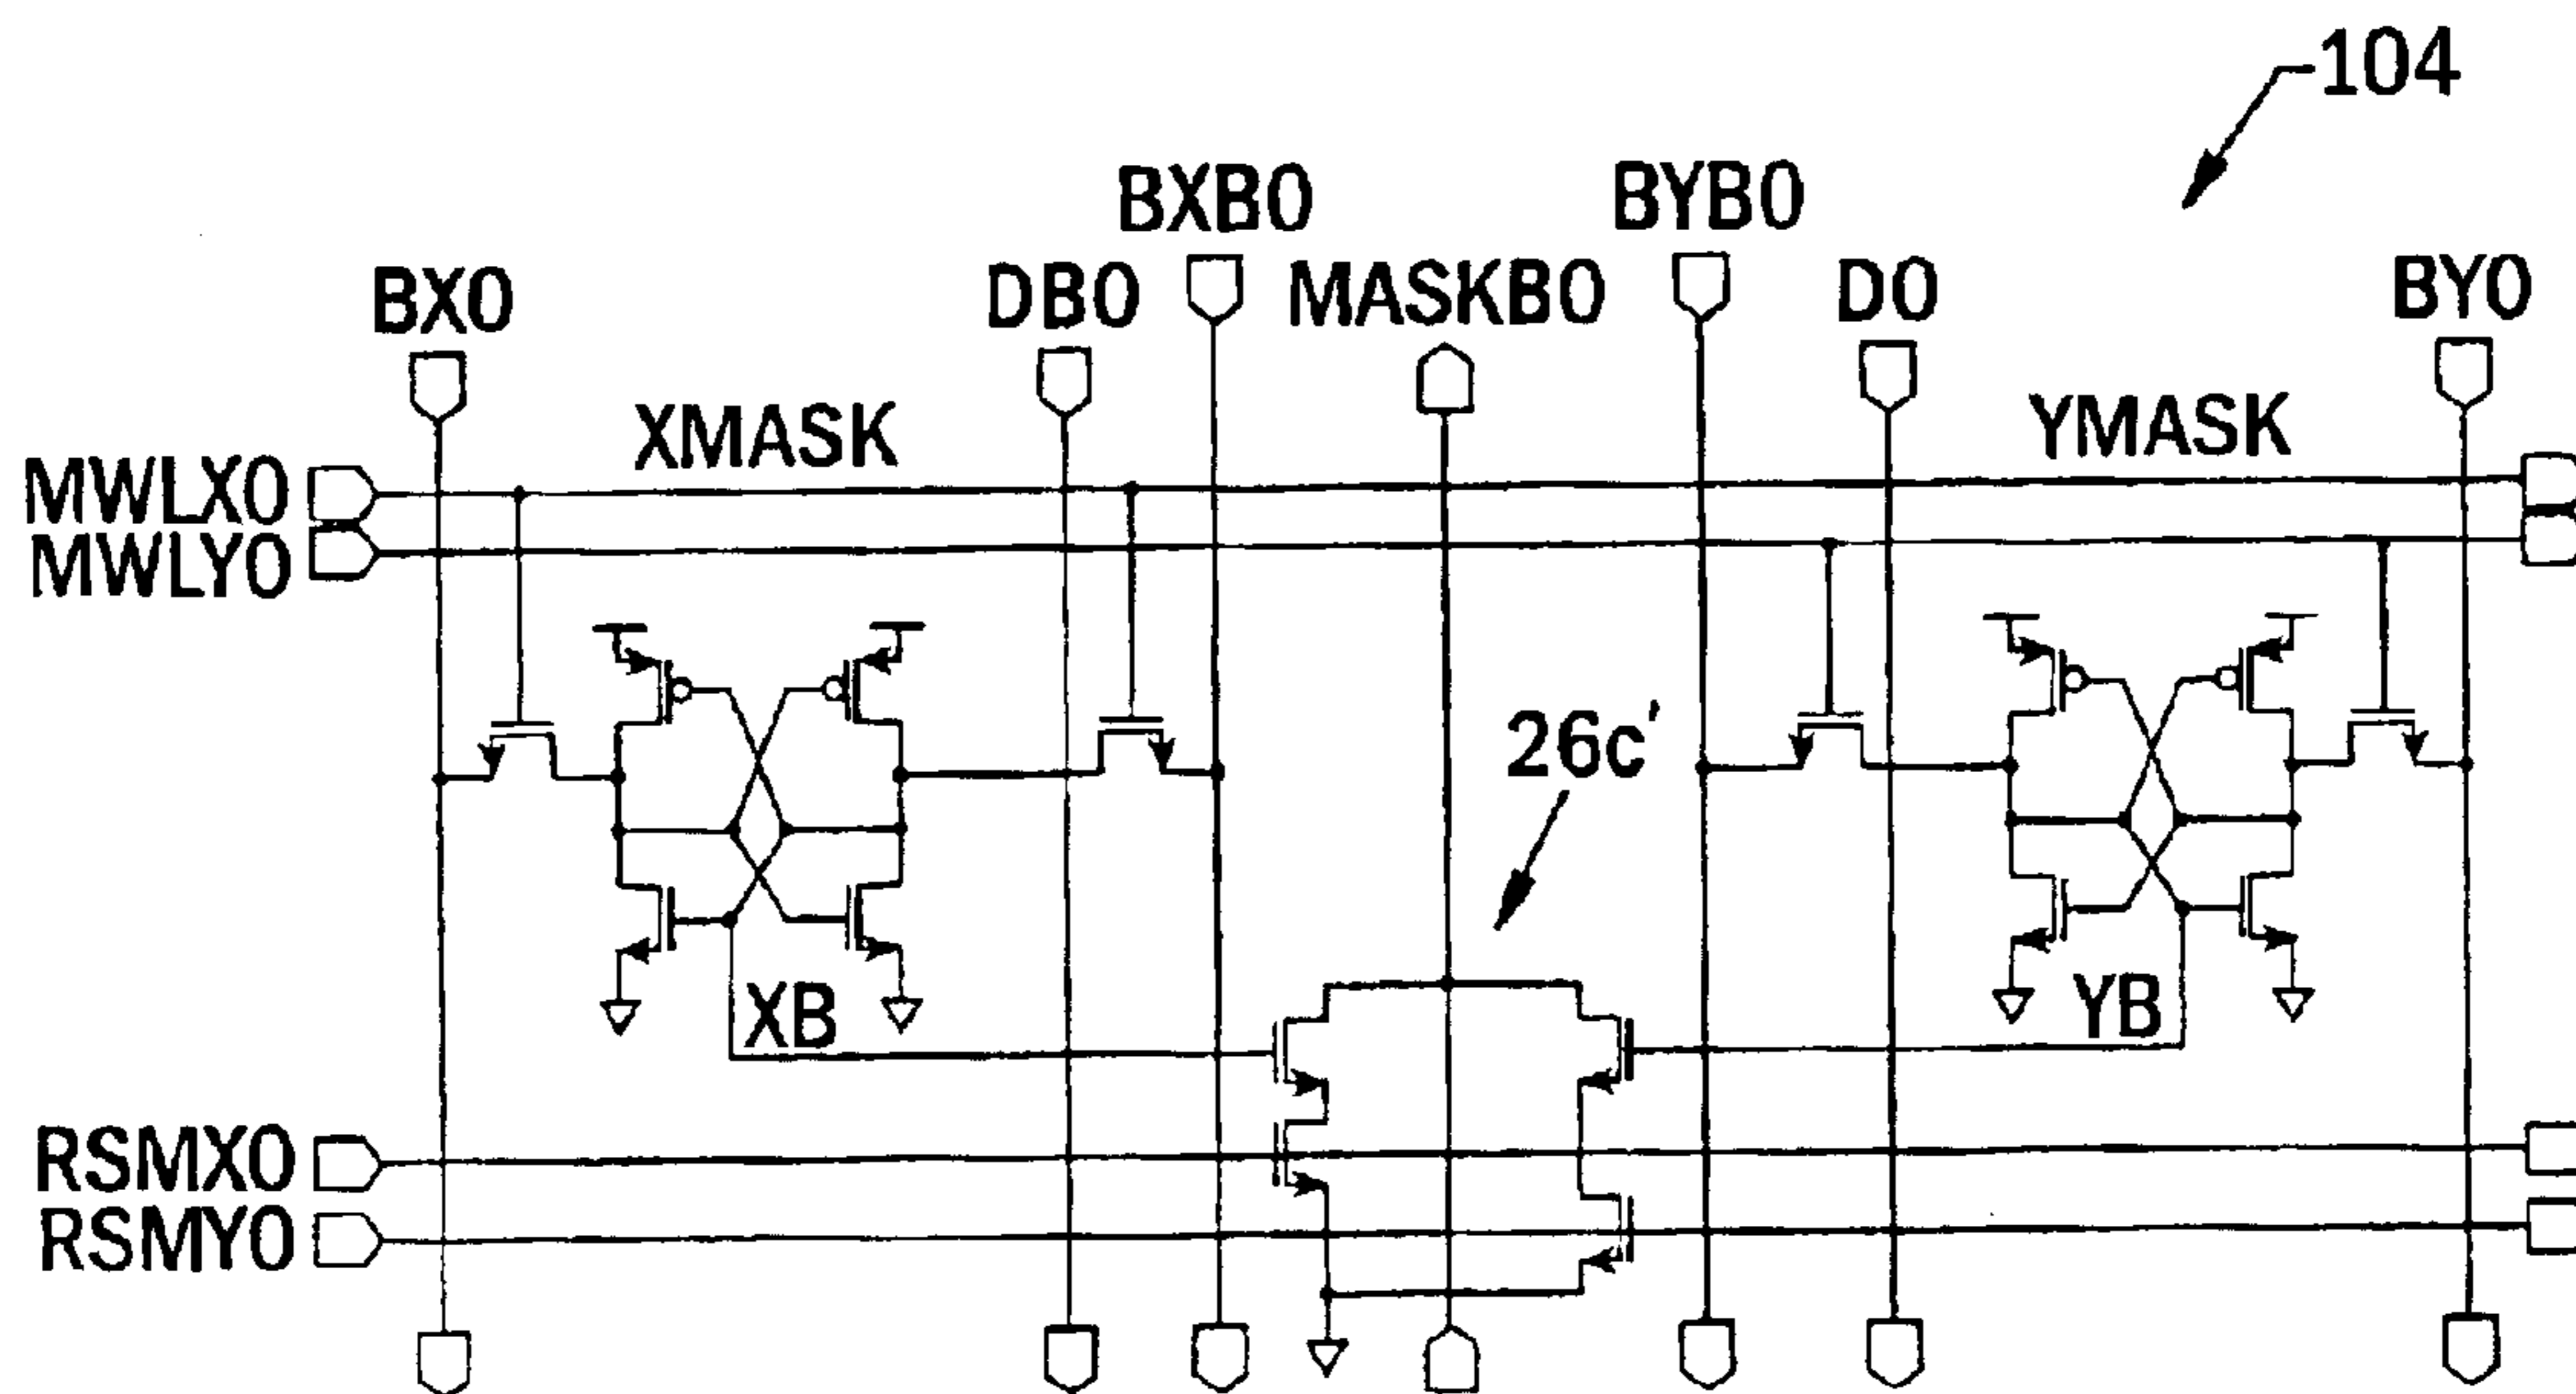 104
BXB0 BYB0
BX0 DB0 MASKB0 D0 BY0
XMASK YMASK
MWLX0
MWLY0
26c'
XB YB
RSMX0
RSMY0